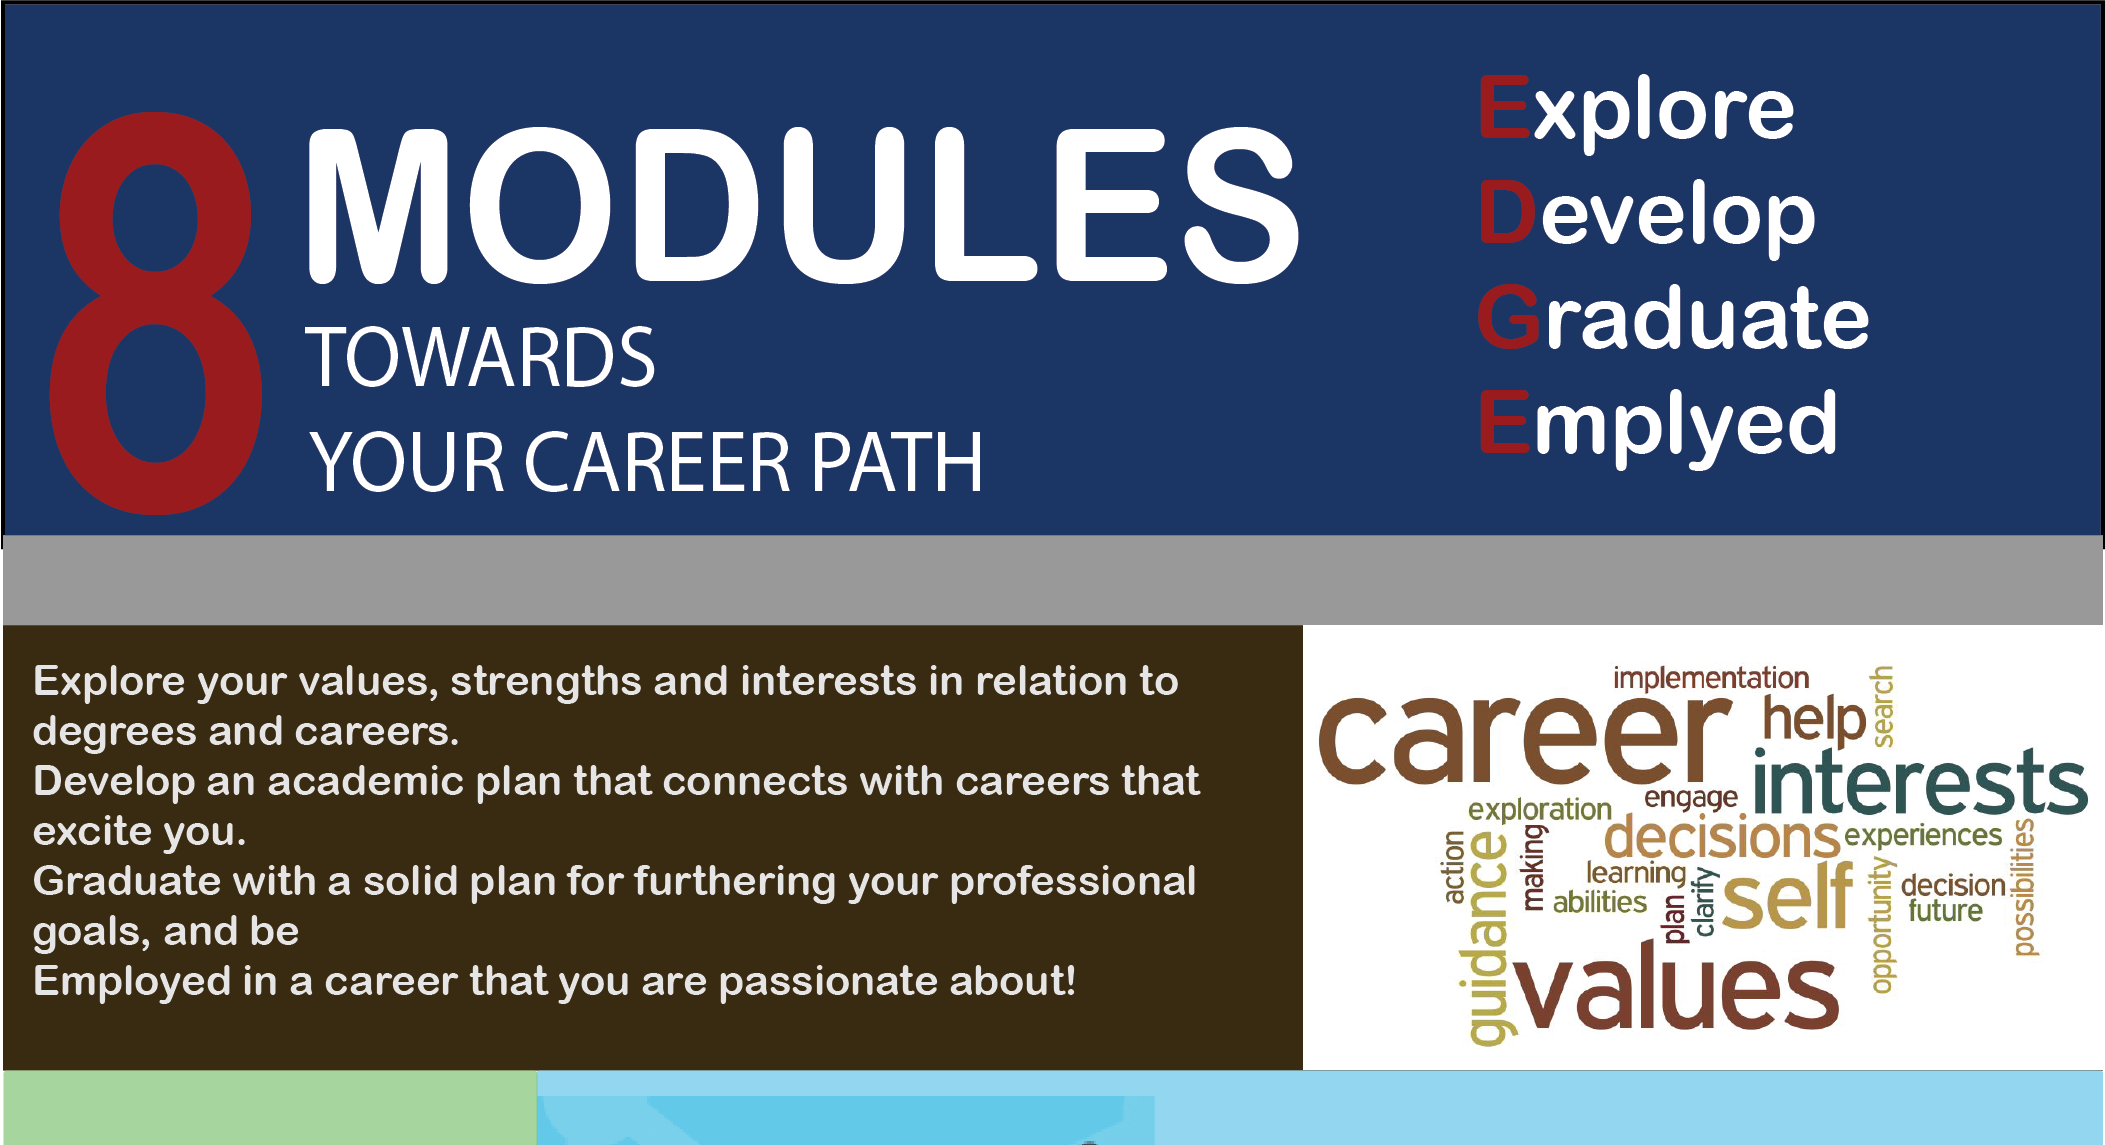 8 MODULES
TOWARDS
YOUR CAREER PATH
Explore
Develop
Graduate
Emplyed
Explore your values, strengths and interests in relation to
degrees and careers.
Develop an academic plan that connects with careers that
excite you.
Graduate with a solid plan for furthering your professional
goals, and be
Employed in a career that you are passionate about!
implementation
career
help
search
interests
engage
exploration
decisions
experiences
possibilities
action
guidance
making
learning
abilities
plan
clarify
self
opportunity
decision
future
values